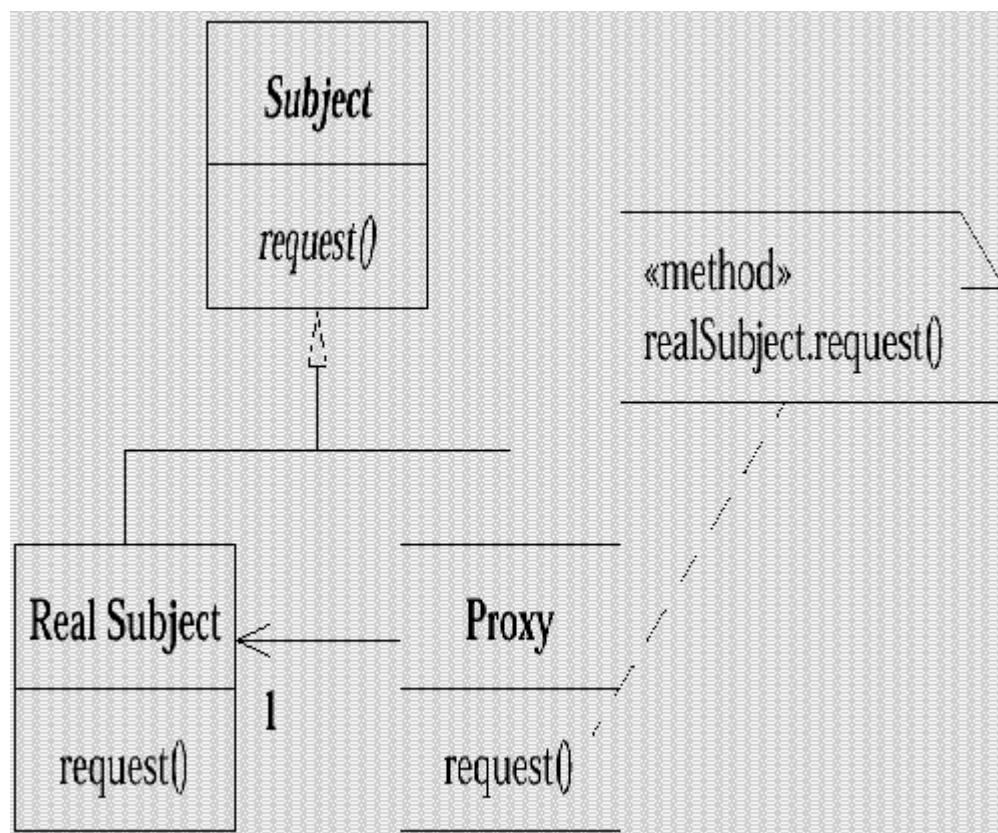 Subject
request()
«method»
realSubject.request()
Real Subject
Proxy
1
request()
request()